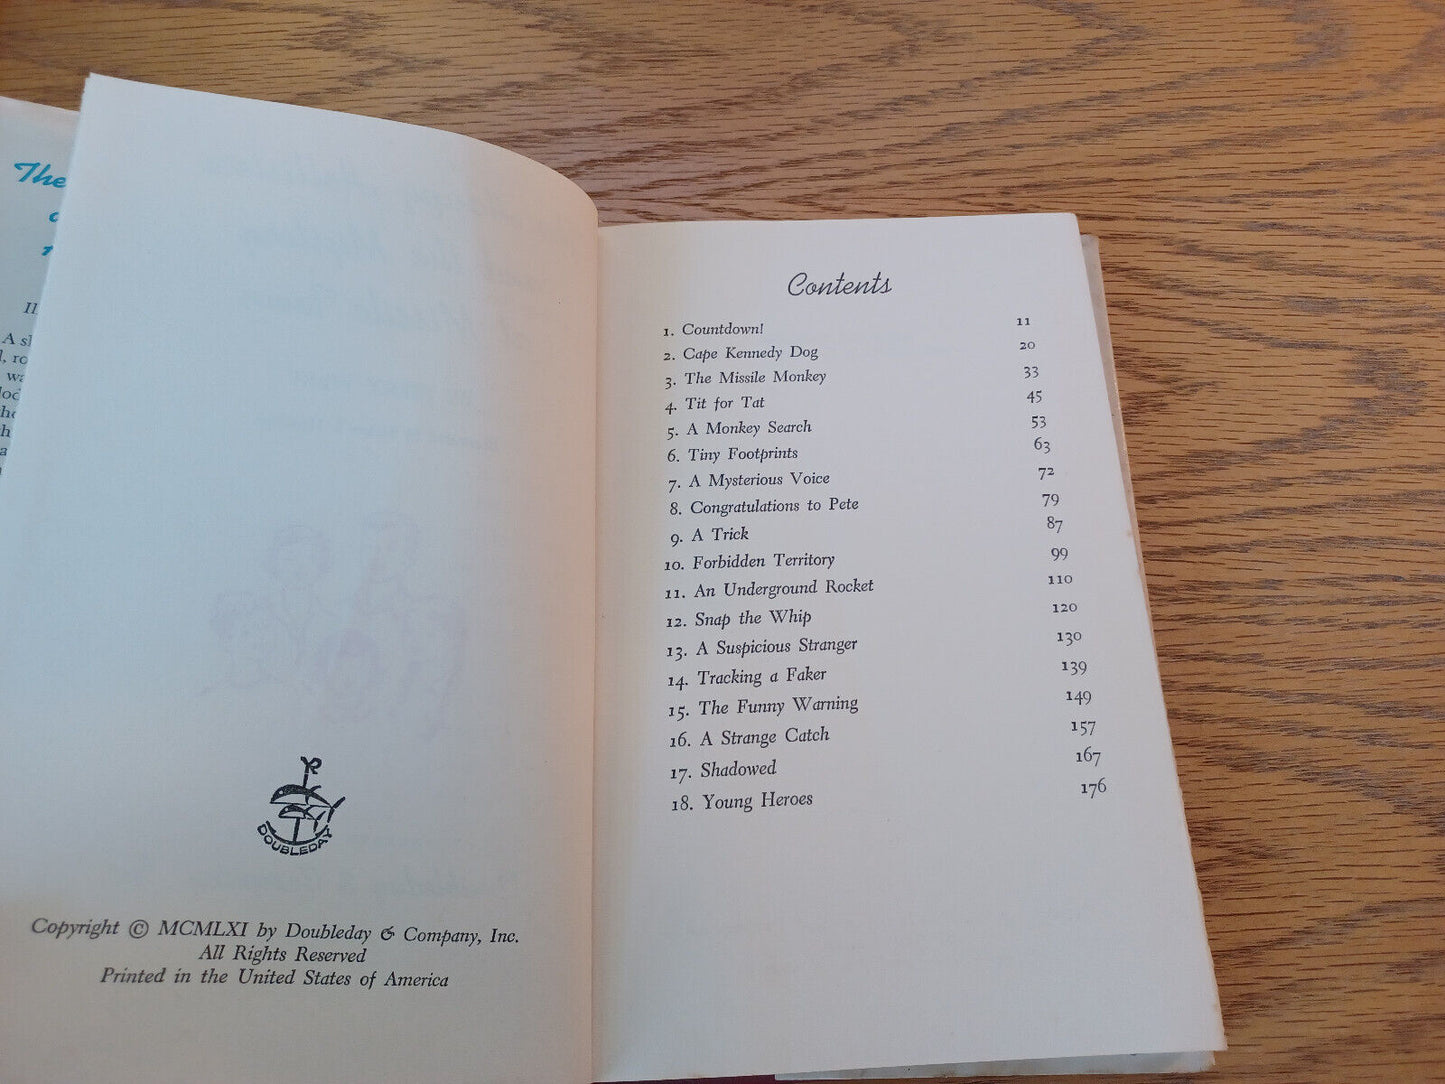 The
Contents
1. Countdown! 11
2. Cape Kennedy Dog 20
3. The Missile Monkey 33
4. Tit for Tat 45
5. A Monkey Search 53
6. Tiny Footprints 63
7. A Mysterious Voice 72
8. Congratulations to Pete 79
9. A Trick 87
10. Forbidden Territory 99
11. An Underground Rocket 110
12. Snap the Whip 120
13. A Suspicious Stranger 130
14. Tracking a Faker 139
15. The Funny Warning 149
16. A Strange Catch 157
17. Shadowed 167
18. Young Heroes 176
DOUBLEDAY
Copyright © MCMLXI by Doubleday & Company, Inc.
All Rights Reserved
Printed in the United States of America